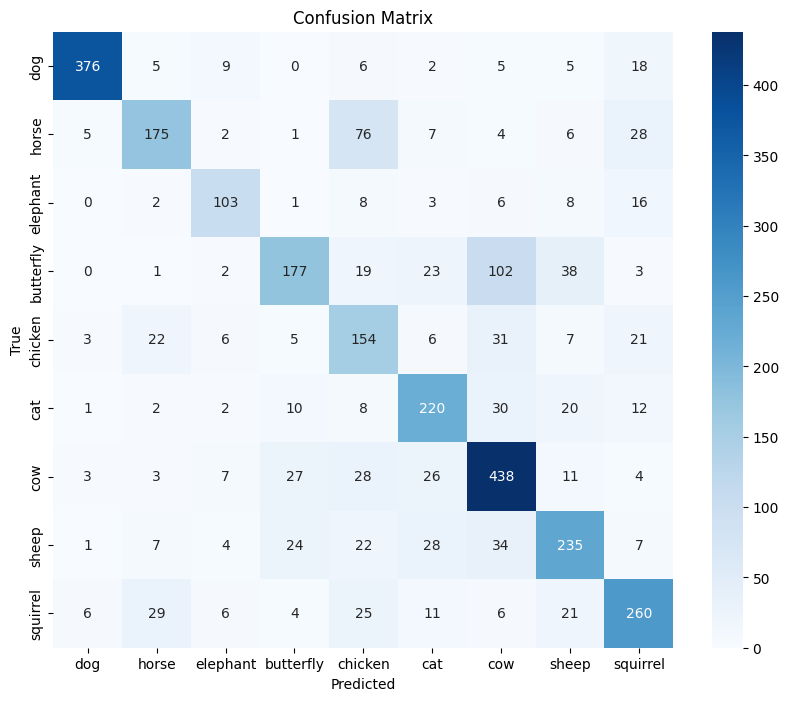 Confusion Matrix
True
dog 376 5 9 0 6 2 5 5 18
horse 5 175 2 1 76 7 4 6 28
elephant 0 2 103 1 8 3 6 8 16
butterfly 0 1 2 177 19 23 102 38 3
chicken 3 22 6 5 154 6 31 7 21
cat 1 2 2 10 8 220 30 20 12
cow 3 3 7 27 28 26 438 11 4
sheep 1 7 4 24 22 28 34 235 7
squirrel 6 29 6 4 25 11 6 21 260
dog horse elephant butterfly chicken cat cow sheep squirrel
Predicted
400
350
300
250
200
150
100
50
0